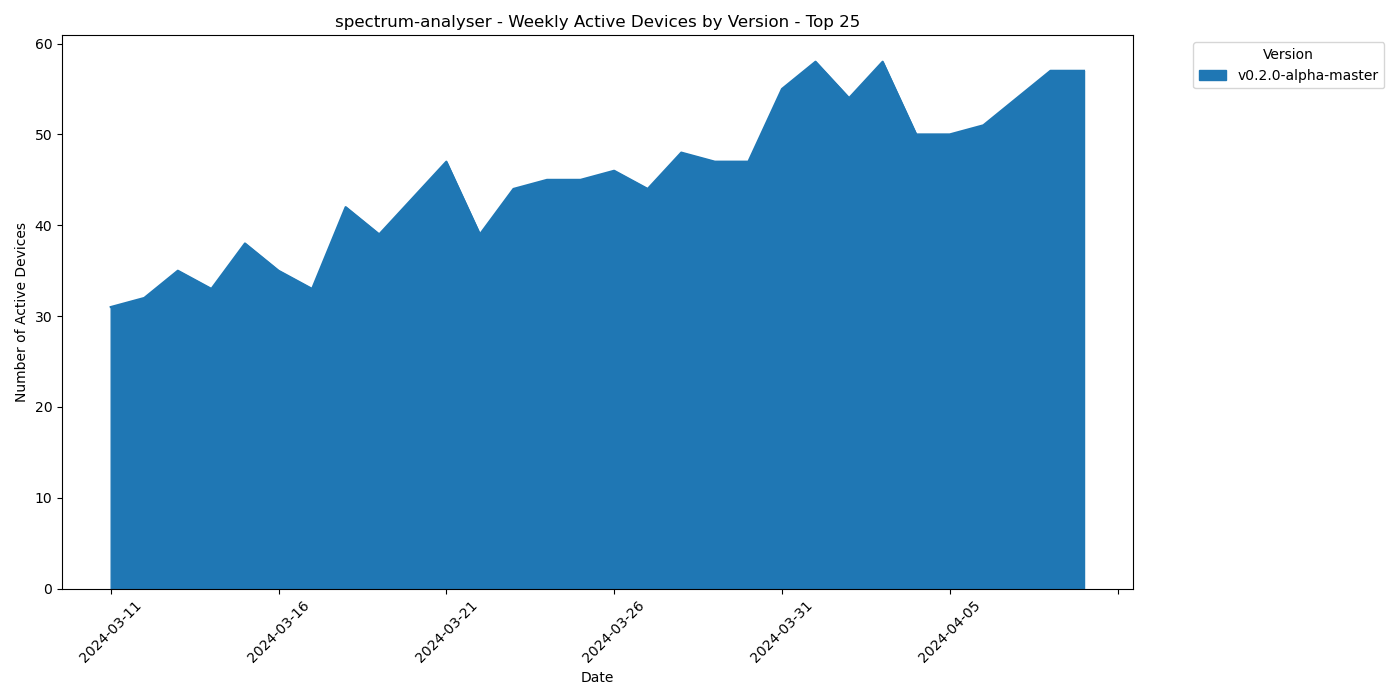 spectrum-analyser - Weekly Active Devices by Version - Top 25
Version
v0.2.0-alpha-master
60
50
40
30
20
10
0
Number of Active Devices
2024-03-11
2024-03-16
2024-03-21
2024-03-26
2024-03-31
2024-04-05
Date